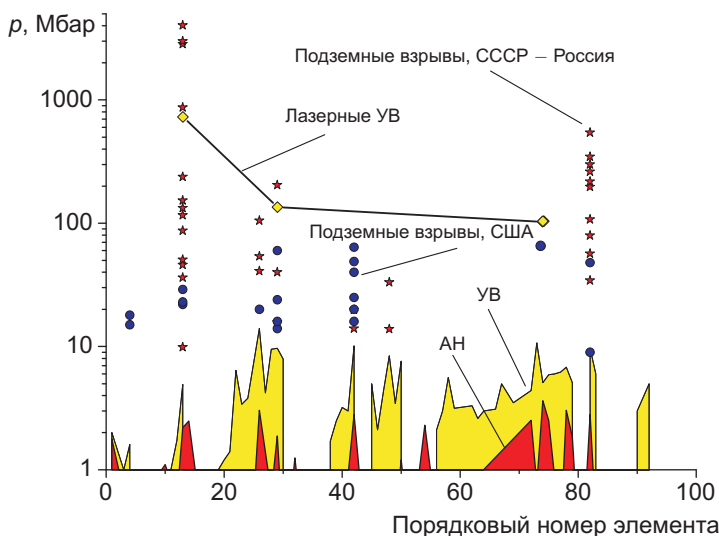 p, Мбар
Подземные взрывы, СССР – Россия
1000
Лазерные УВ
100
Подземные взрывы, США
УВ
АН
10
1
0 20 40 60 80 100
Порядковый номер элемента